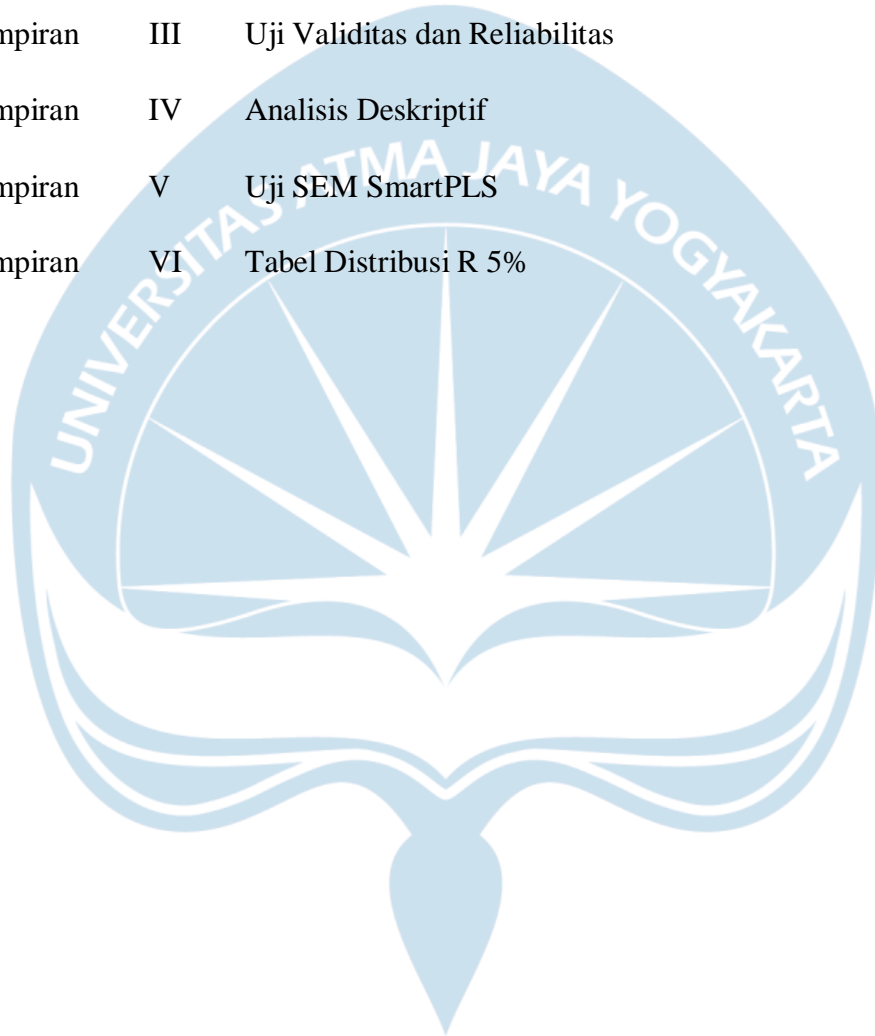 mpiran III Uji Validitas dan Reliabilitas
mpiran IV Analisis Deskriptif
mpiran V Uji SEM SmartPLS
mpiran VI Tabel Distribusi R 5%
UNIVERSITAS ATMA JAYA YOGYAKARTA